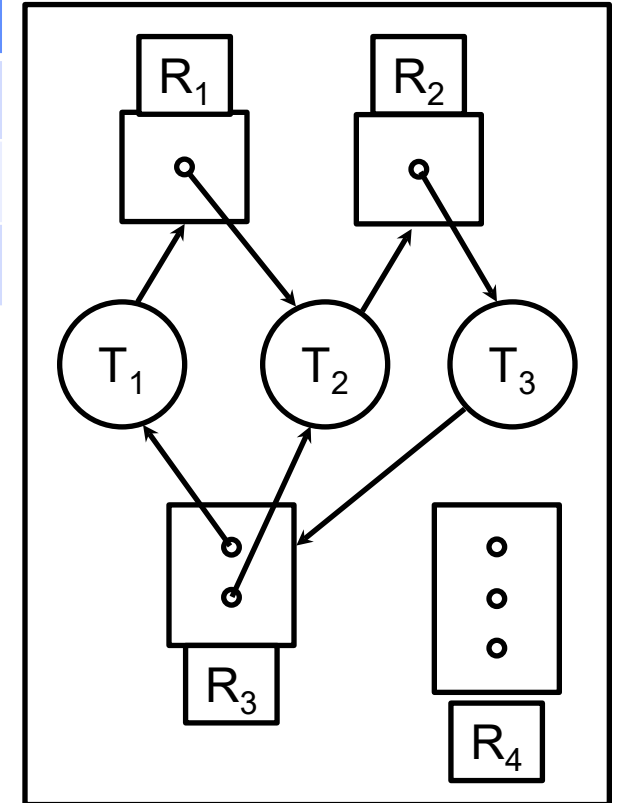 R₁ R₂
T₁ T₂ T₃
R₃
R₄